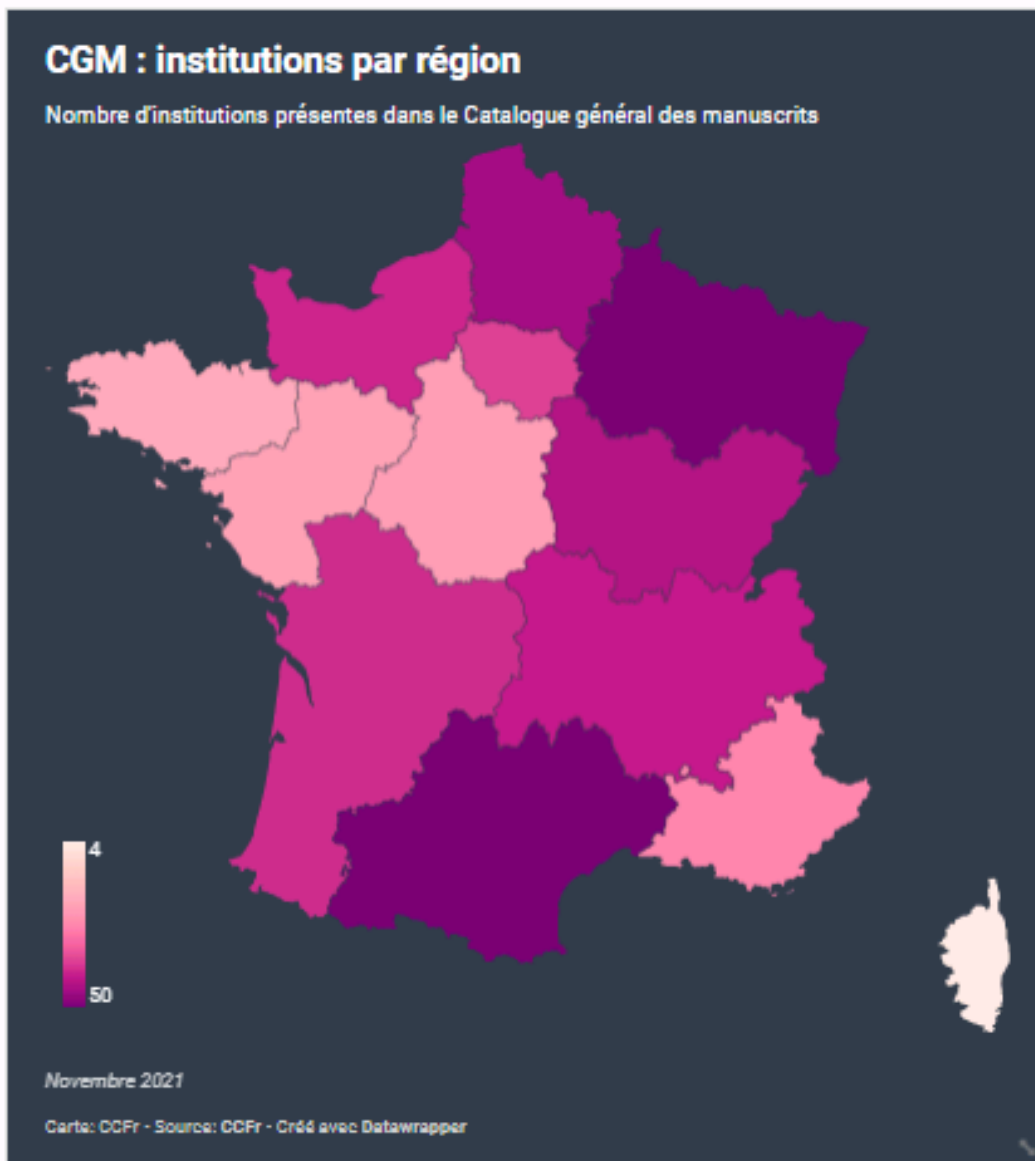 CGM : institutions par région
Nombre d'institutions présentes dans le Catalogue général des manuscrits
4
50
Novembre 2021
Carte: CCFr - Source: CCFr - Créé avec Datawrapper